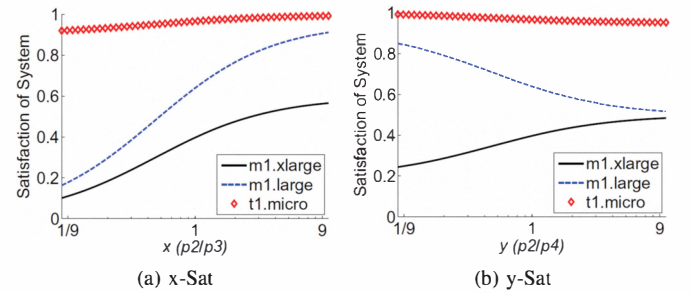 Satisfaction of System
1
0.8
0.6
0.4
0.2
0
m1.xlarge
m1.large
t1.micro
1/9
1
9
x (p2/p3)
(a) x-Sat
Satisfaction of System
1
0.8
0.6
0.4
0.2
0
m1.xlarge
m1.large
t1.micro
1/9
1
9
y (p2/p4)
(b) y-Sat